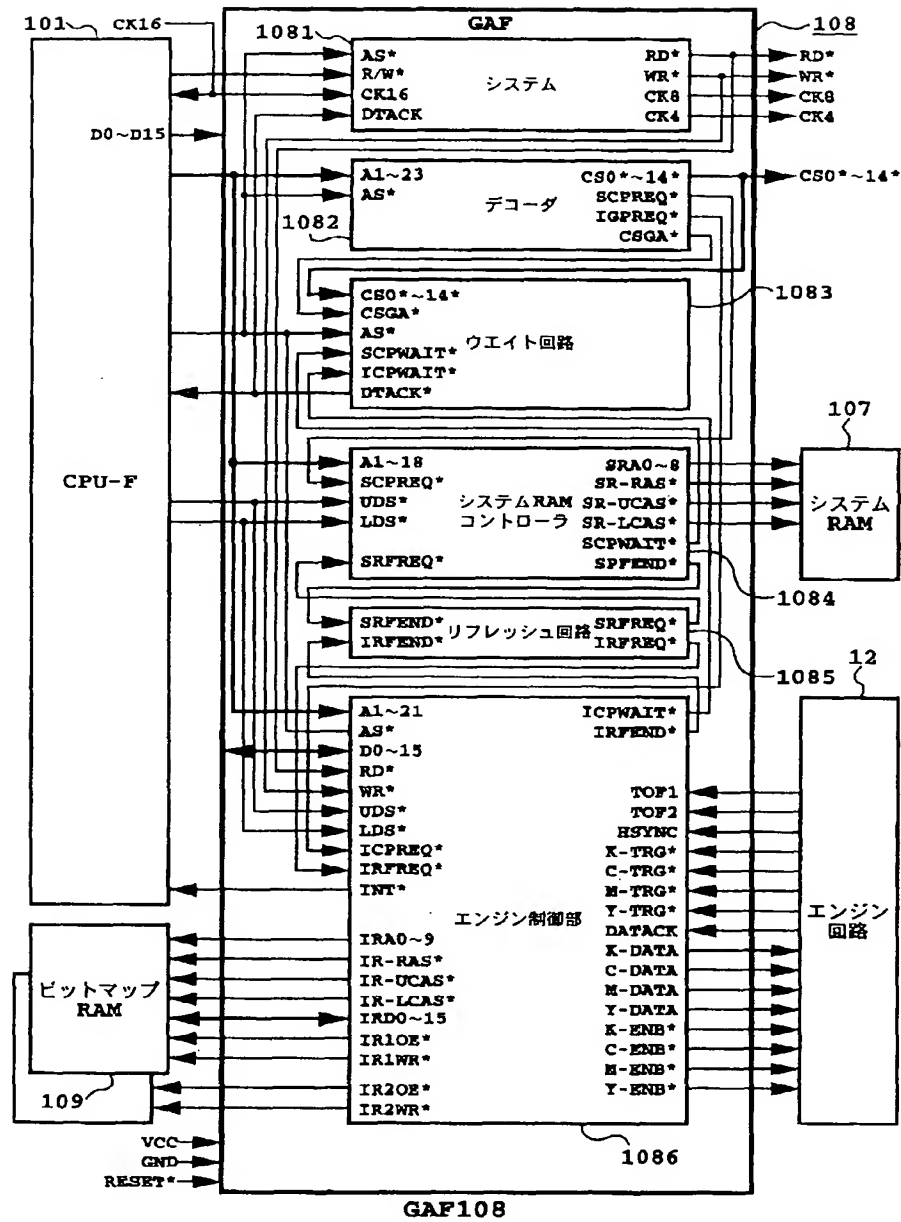 CK16
GAF
101
1081
108
AS*
R/W*
CK16
DTACK
システム
RD*
WR*
CK8
CK4
RD*
WR*
CK8
CK4
D0~D15
A1~23
AS*
デコーダ
1082
CS0*~14*
SCPREQ*
IGPREQ*
CSGA*
CS0*~14*
CS0*~14*
CSGA*
AS*
SCPWAIT*
ICPWAIT*
DTACK*
ウエイト回路
1083
CPU-F
A1~18
SCPREQ*
UDS*
LDS*
SRFREQ*
システムRAM
コントローラ
SRA0~8
SR-RAS*
SR-UCAS*
SR-LCAS*
SCPWAIT*
SPFEND*
107
システム
RAM
1084
SRFEND*
IRFEND*
リフレッシュ回路
SRFREQ*
IRFREQ*
1085
12
A1~21
AS*
D0~15
RD*
WR*
UDS*
LDS*
ICPREQ*
IRFREQ*
INT*
IRA0~9
IR-RAS*
IR-UCAS*
IR-LCAS*
IRD0~15
IR1OE*
IR1WR*
IR2OE*
IR2WR*
エンジン制御部
ICPWAIT*
IRFEND*
TOF1
TOF2
HSYNC
K-TRG*
C-TRG*
M-TRG*
Y-TRG*
DATACK
K-DATA
C-DATA
M-DATA
Y-DATA
K-ENB*
C-ENB*
M-ENB*
Y-ENB*
エンジン
回路
ビットマップ
RAM
109
1086
VCC
GND
RESET*
GAF108